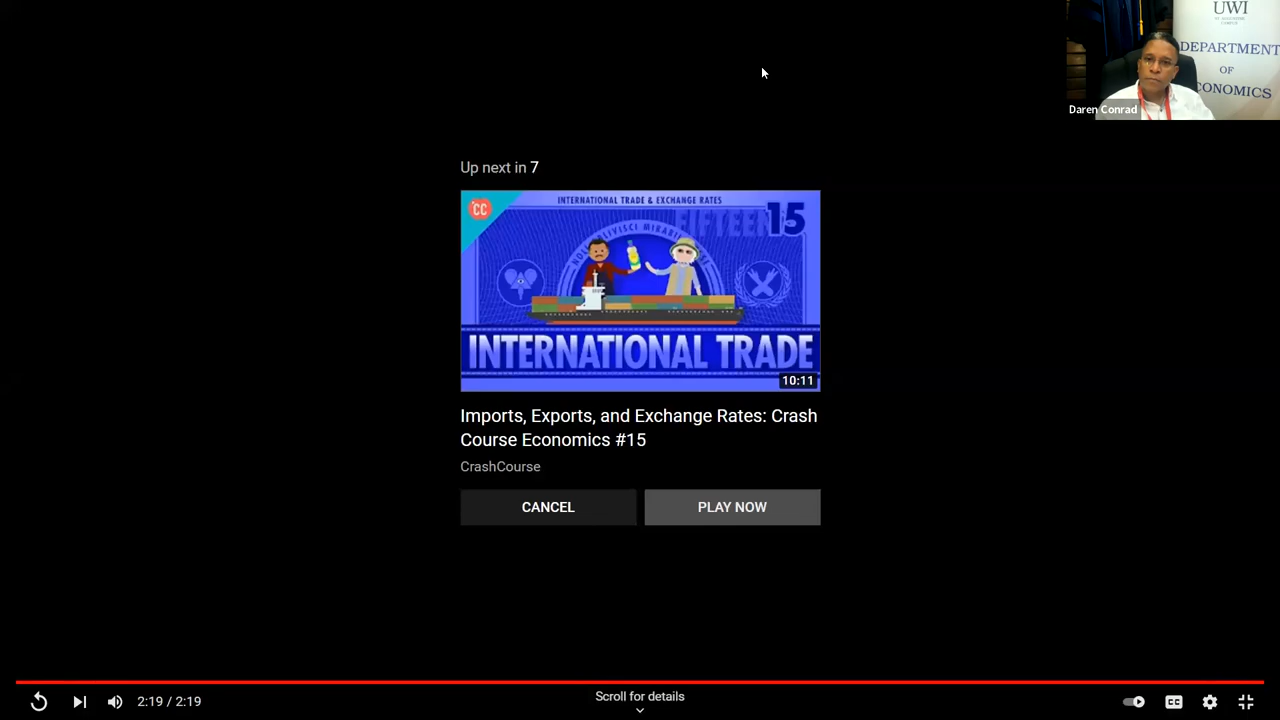 UWI
DEPARTMENT
OF
ECONOMICS
Daren Conrad
Up next in 7
CC
INTERNATIONAL TRADE & EXCHANGE RATES
FIFTEEN 15
INTERNATIONAL TRADE
10:11
Imports, Exports, and Exchange Rates: Crash
Course Economics #15
CrashCourse
CANCEL
PLAY NOW
2:19 / 2:19
Scroll for details
CC